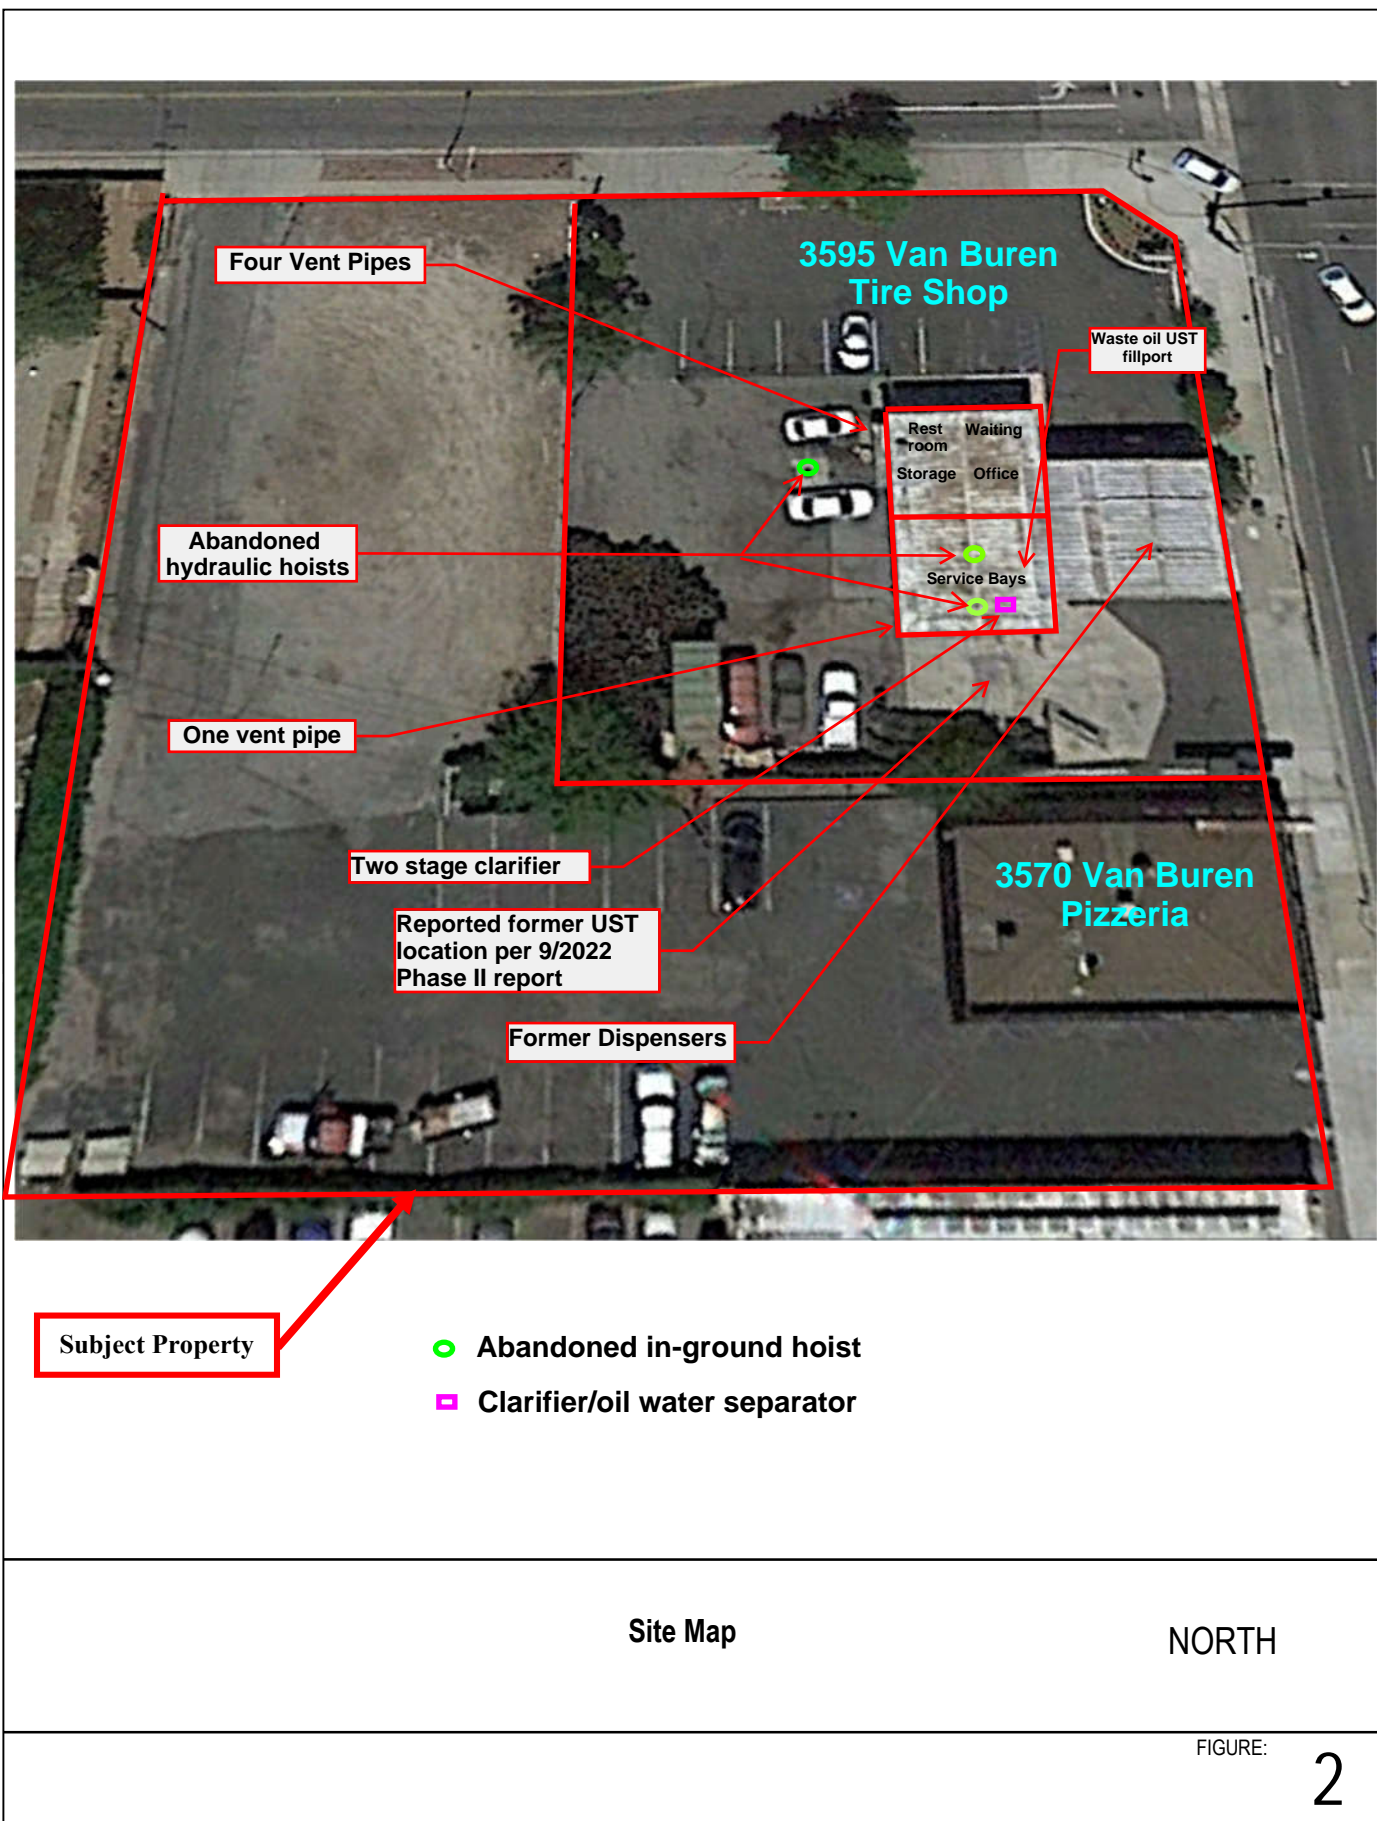 3595 Van Buren
Tire Shop
Four Vent Pipes
Waste oil UST
fillport
Rest
room
Waiting
Storage
Office
Abandoned
hydraulic hoists
Service Bays
One vent pipe
Two stage clarifier
3570 Van Buren
Pizzeria
Reported former UST
location per 9/2022
Phase II report
Former Dispensers
Subject Property
Abandoned in-ground hoist
Clarifier/oil water separator
Site Map
NORTH
FIGURE:
2